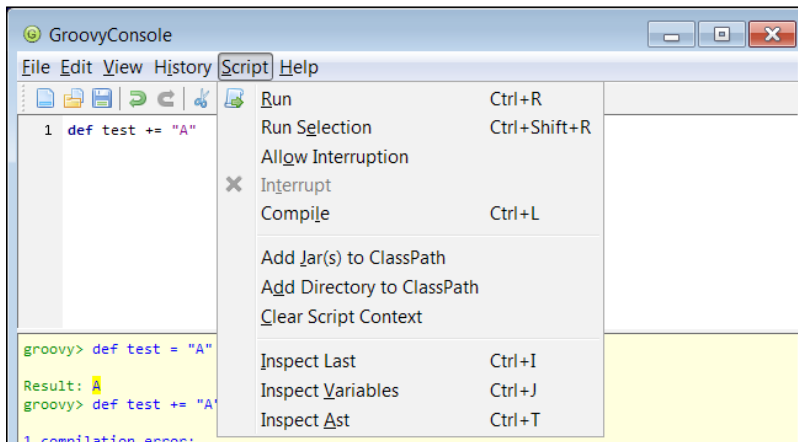 GroovyConsole
File Edit View History Script Help
Run Ctrl+R
1 def test += "A"
Run Selection Ctrl+Shift+R
Allow Interruption
Interrupt
Compile Ctrl+L
Add Jar(s) to ClassPath
Add Directory to ClassPath
Clear Script Context
Inspect Last Ctrl+I
Inspect Variables Ctrl+J
Inspect Ast Ctrl+T
groovy> def test = "A"
Result: A
groovy> def test += "A"
1 compilation error: